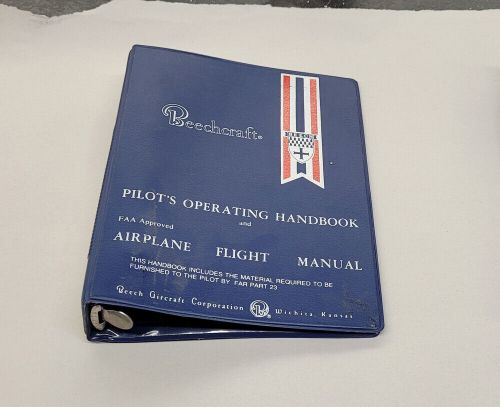 Beechcraft®
BEECH
PILOT'S OPERATING HANDBOOK
and
FAA Approved
AIRPLANE FLIGHT MANUAL
THIS HANDBOOK INCLUDES THE MATERIAL REQUIRED TO BE
FURNISHED TO THE PILOT BY FAR PART 23
Beech Aircraft Corporation B Wichita, Kansas